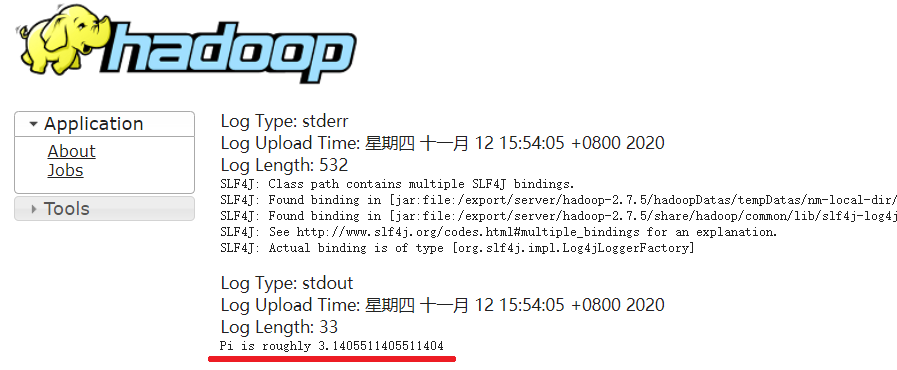 hadoop
Application
About
Jobs
Tools
Log Type: stderr
Log Upload Time: 星期四 十一月 12 15:54:05 +0800 2020
Log Length: 532
SLF4J: Class path contains multiple SLF4J bindings.
SLF4J: Found binding in [jar:file:/export/server/hadoop-2.7.5/hadoopDatas/tempDatas/nm-local-dir/
SLF4J: Found binding in [jar:file:/export/server/hadoop-2.7.5/share/hadoop/common/lib/slf4j-log4j
SLF4J: See http://www.slf4j.org/codes.html#multiple_bindings for an explanation.
SLF4J: Actual binding is of type [org.slf4j.impl.Log4jLoggerFactory]
Log Type: stdout
Log Upload Time: 星期四 十一月 12 15:54:05 +0800 2020
Log Length: 33
Pi is roughly 3.1405511405511404